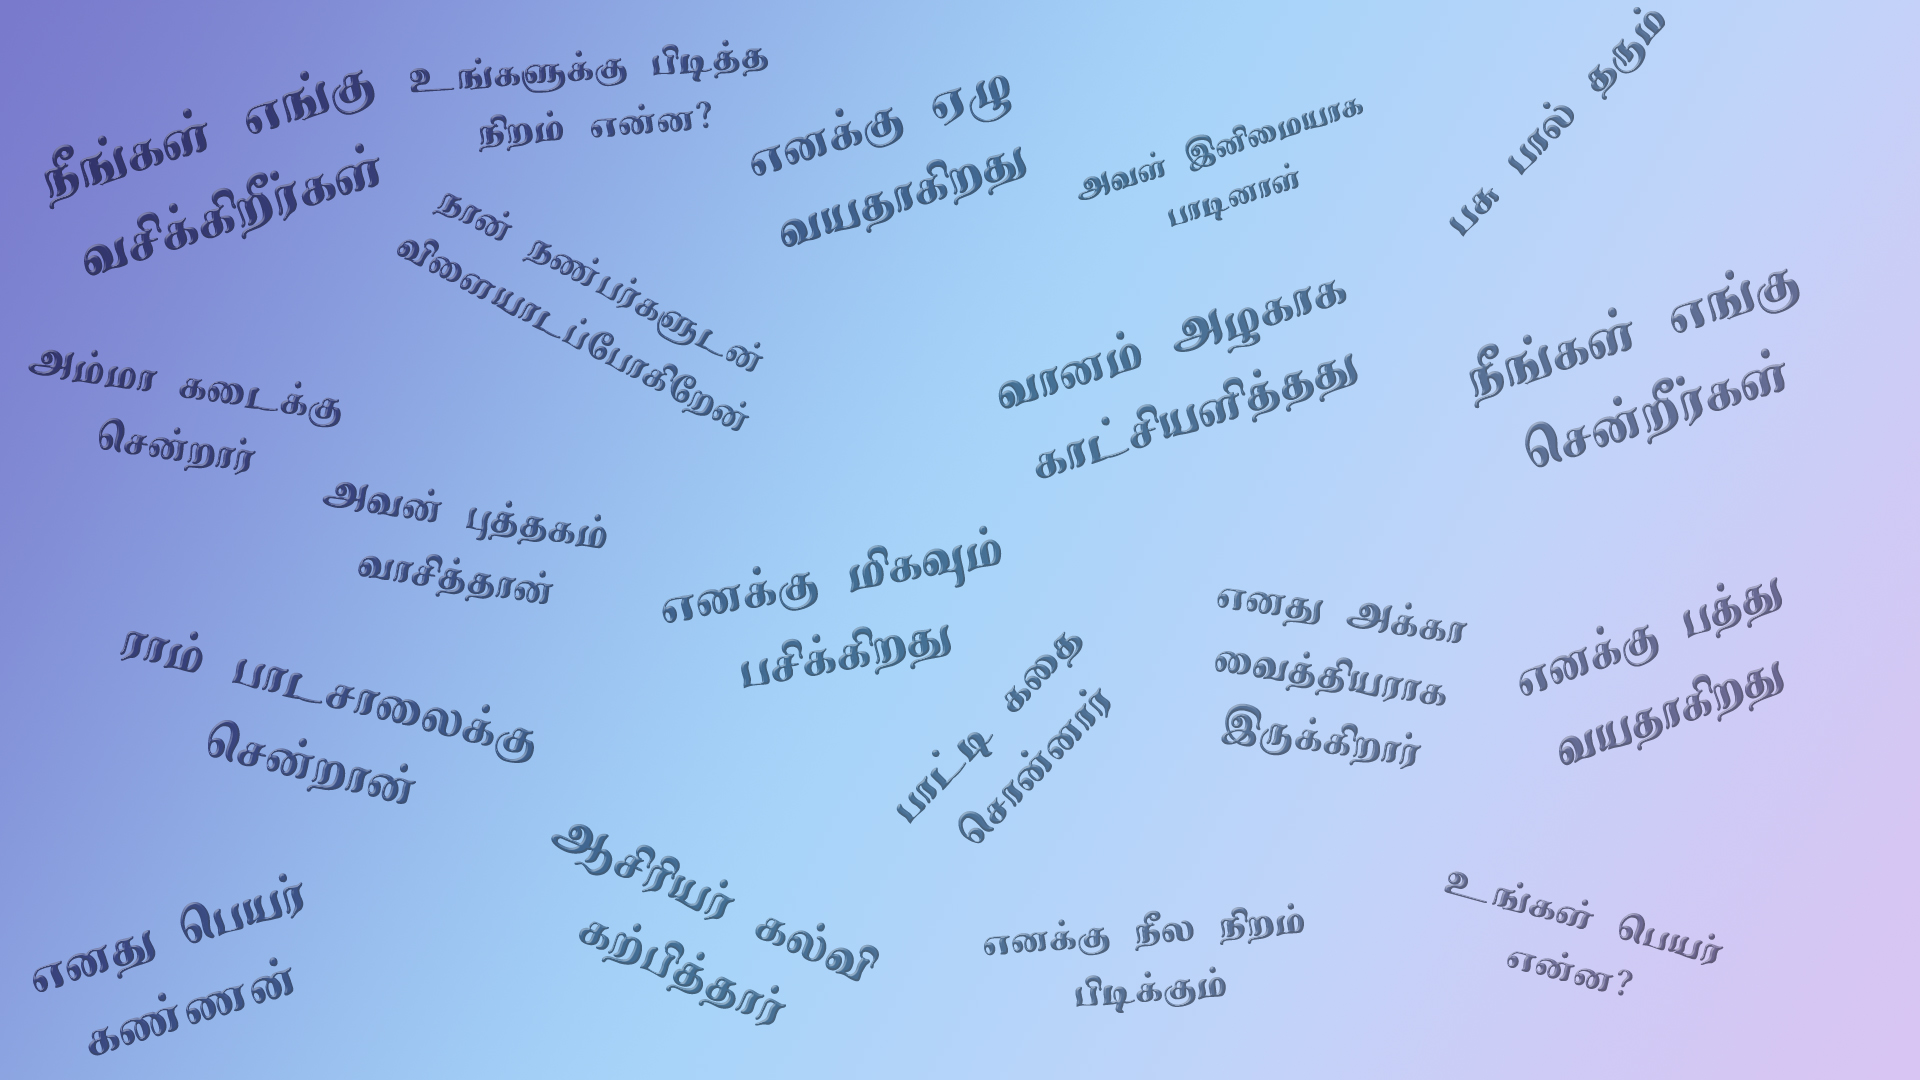 நீங்கள் எங்கு
வசிக்கிறீர்கள்
உங்களுக்கு பிடித்த
நிறம் என்ன?
எனக்கு ஏழு
வயதாகிறது
அவள் இனிமையாக
பாடினாள்
பசு பால் தரும்
நான் நண்பர்களுடன்
விளையாடப்போகிறேன்
வானம் அழகாக
காட்சியளித்தது
நீங்கள் எங்கு
சென்றீர்கள்
அம்மா கடைக்கு
சென்றார்
அவன் புத்தகம்
வாசித்தான்
எனக்கு மிகவும்
பசிக்கிறது
எனது அக்கா
வைத்தியராக
இருக்கிறார்
எனக்கு பத்து
வயதாகிறது
ராம் பாடசாலைக்கு
சென்றான்
பாட்டி கதை
சொன்னார்
ஆசிரியர் கல்வி
கற்பித்தார்
எனது பெயர்
கண்ணன்
எனக்கு நீல நிறம்
பிடிக்கும்
உங்கள் பெயர்
என்ன?